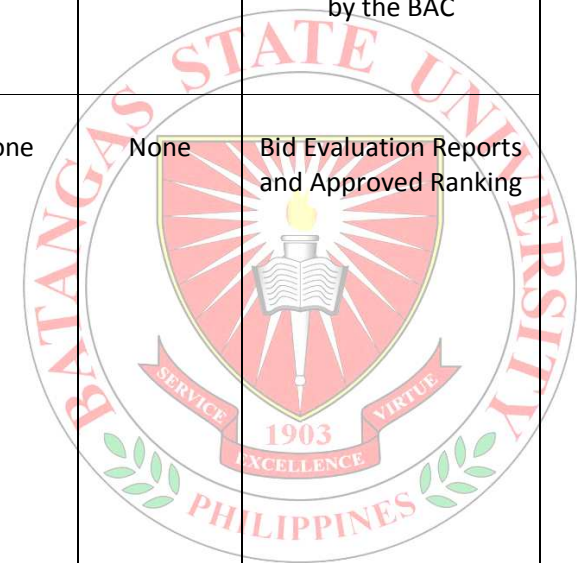 by the BAC
one None Bid Evaluation Reports
and Approved Ranking
BATANGAS STATE UNIVERSITY
SERVICE
VIRTUE
1903
EXCELLENCE
PHILIPPINES